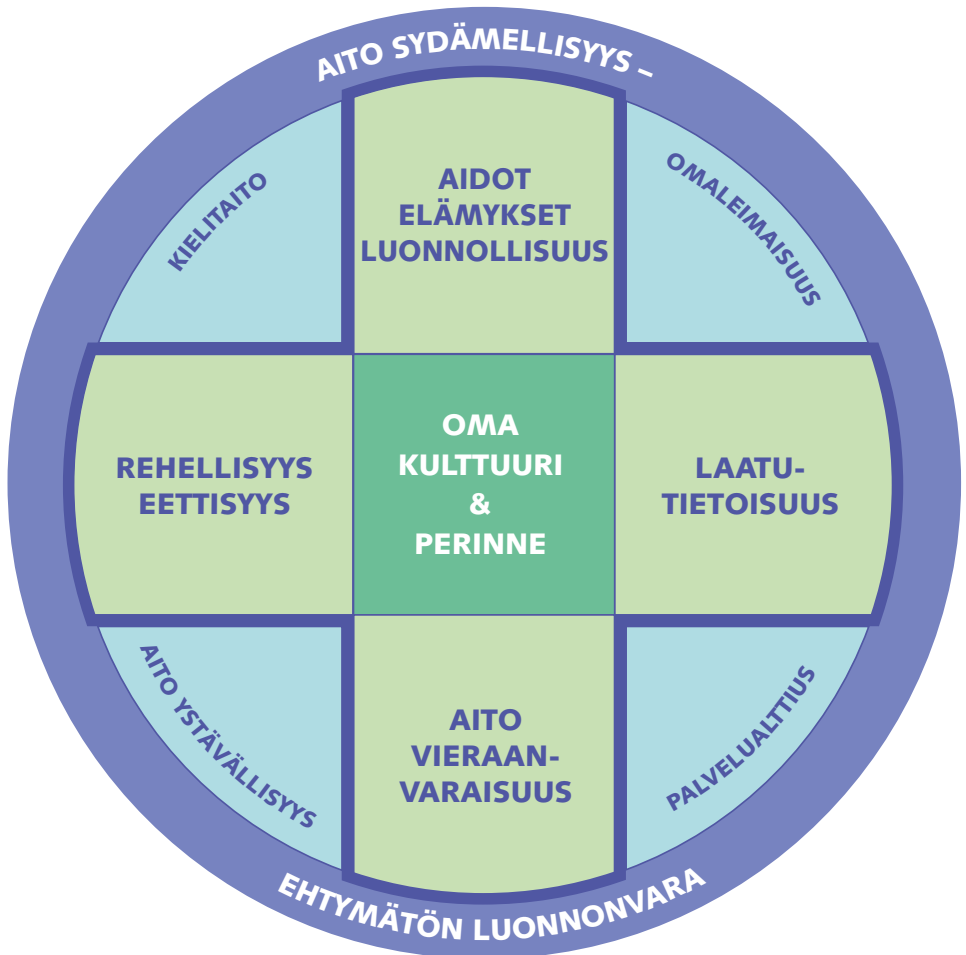 AITO SYDÄMELLISYYS –
KIELITAITO
AIDOT
ELÄMYKSET
LUONNOLLISUUS
OMALEIMAISUUS
REHELLISYYS
EETTISYYS
OMA
KULTTUURI
&
PERINNE
LAATU-
TIETOISUUS
AITO YSTÄVÄLLISYYS
AITO
VIERAAN-
VARAISUUS
PALVELUALTTIUS
EHTYMÄTÖN LUONNONVARA